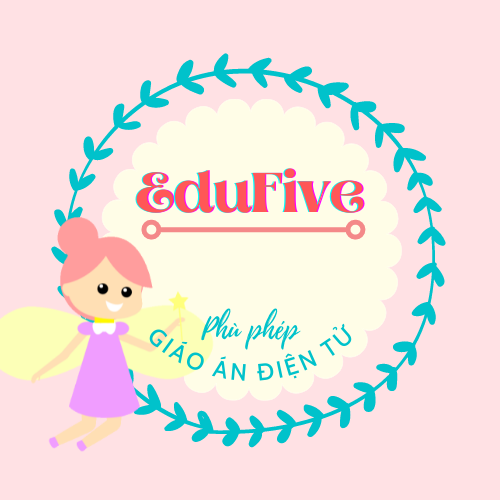 EduFive
Phù phép
GIÁO ÁN ĐIỆN TỬ